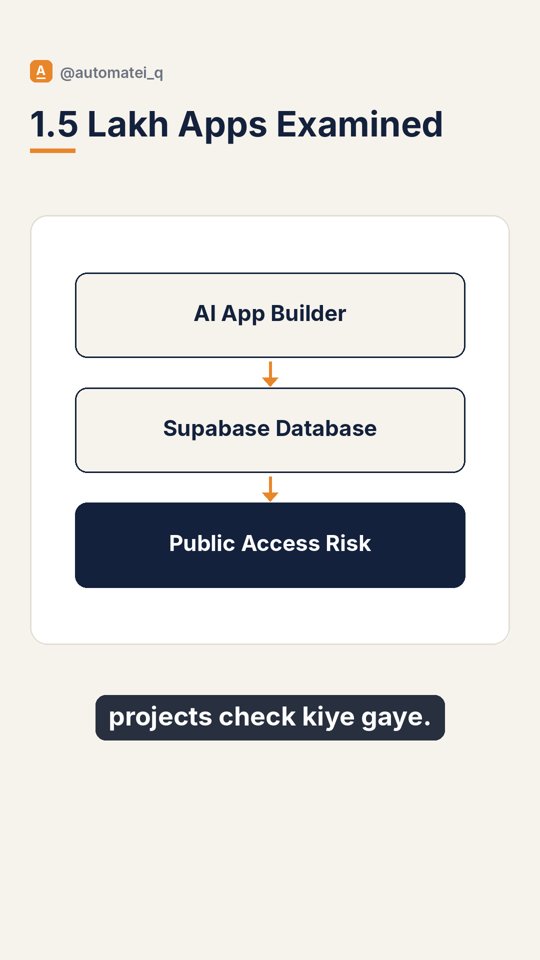 A
@automatei_q
1.5 Lakh Apps Examined
AI App Builder
Supabase Database
Public Access Risk
projects check kiye gaye.